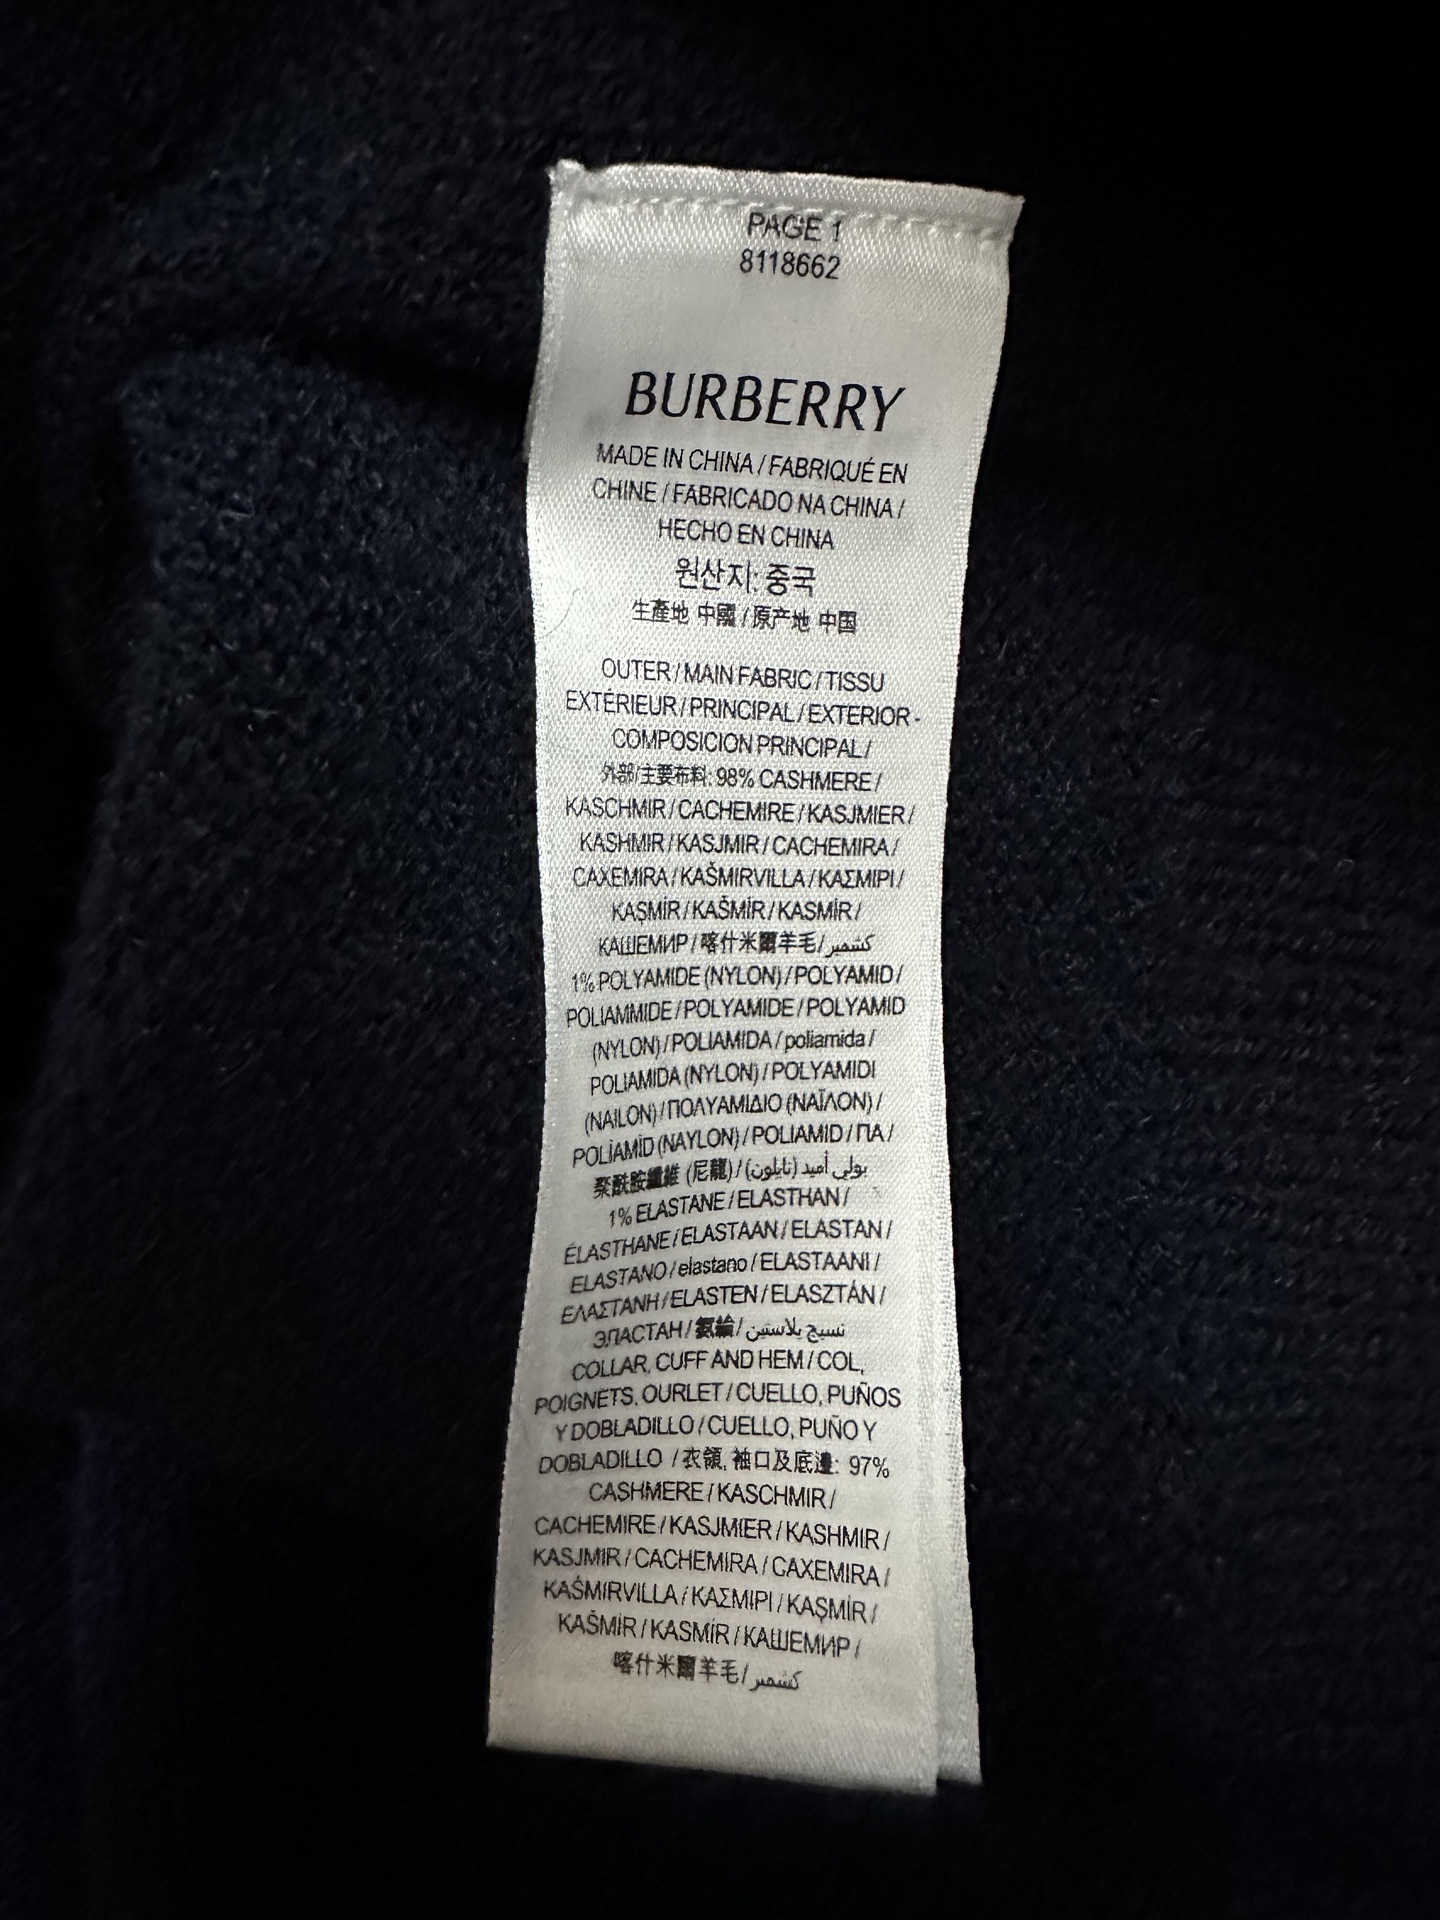 PAGE 1
8118662
BURBERRY
MADE IN CHINA / FABRIQUÉ EN
CHINE / FABRICADO NA CHINA /
HECHO EN CHINA
원산지: 중국
生產地 中國 / 原产地 中国
OUTER / MAIN FABRIC / TISSU
EXTÉRIEUR / PRINCIPAL / EXTERIOR -
COMPOSICION PRINCIPAL /
外部/主要布料: 98% CASHMERE /
KASCHMIR / CACHEMIRE / KASJMIER /
KASHMIR / KASJMIR / CACHEMIRA /
CAXEMIRA / KAŠMIRVILLA / ΚΑΣΜΙΡΙ /
KAŞMİR / KAŠMÍR / KASMÍR /
КАШЕМИР / 喀什米爾羊毛 / كشمير
1% POLYAMIDE (NYLON) / POLYAMID /
POLIAMMIDE / POLYAMIDE / POLYAMID
(NYLON) / POLIAMIDA / poliamida /
POLIAMIDA (NYLON) / POLYAMIDI
(NAILON) / ΠΟΛΥΑΜΙΔΙΟ (ΝΑΪΛΟΝ) /
POLİAMİD (NAYLON) / POLIAMID / ПА /
聚酰胺纖維 (尼龍) / بولي أميد (نايلون)
1% ELASTANE / ELASTHAN /
ÉLASTHANE / ELASTAAN / ELASTAN /
ELASTANO / elastano / ELASTAANI /
ΕΛΑΣΤΑΝΗ / ELASTEN / ELASZTÁN /
ЭЛАСТАН / 氨綸 / نسيج بلاستين
COLLAR, CUFF AND HEM / COL,
POIGNETS, OURLET / CUELLO, PUÑOS
Y DOBLADILLO / CUELLO, PUÑO Y
DOBLADILLO / 衣領, 袖口及底邊: 97%
CASHMERE / KASCHMIR /
CACHEMIRE / KASJMIER / KASHMIR /
KASJMIR / CACHEMIRA / CAXEMIRA /
KAŠMIRVILLA / ΚΑΣΜΙΡΙ / KAŞMİR /
KAŠMÍR / KASMÍR / КАШЕМИР /
喀什米爾羊毛 / كشمير